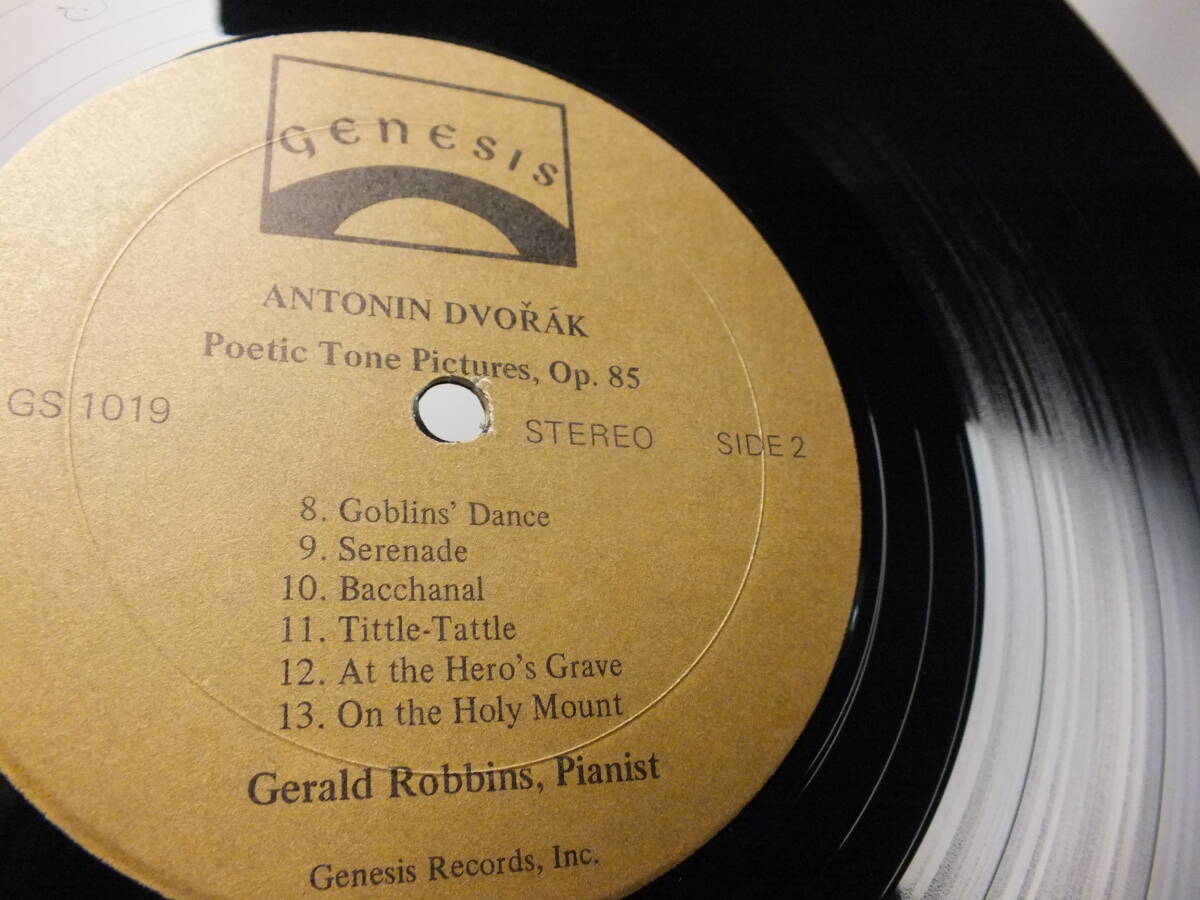 GENESIS
ANTONIN DVOŘÁK
Poetic Tone Pictures, Op. 85
GS 1019
STEREO SIDE 2
8. Goblins' Dance
9. Serenade
10. Bacchanal
11. Tittle-Tattle
12. At the Hero's Grave
13. On the Holy Mount
Gerald Robbins, Pianist
Genesis Records, Inc.